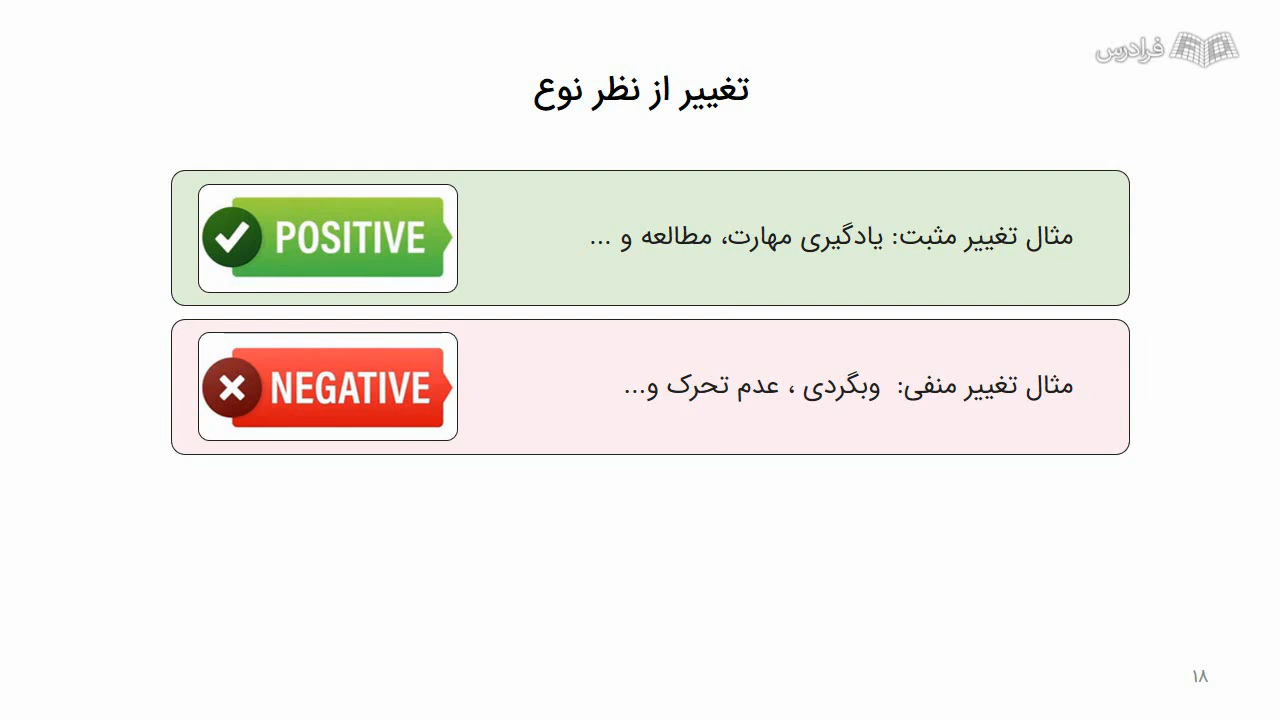 فرادرس
تغییر از نظر نوع
مثال تغییر مثبت: یادگیری مهارت، مطالعه و ...
POSITIVE
مثال تغییر منفی:  وبگردی ، عدم تحرک و...
NEGATIVE
۱۸